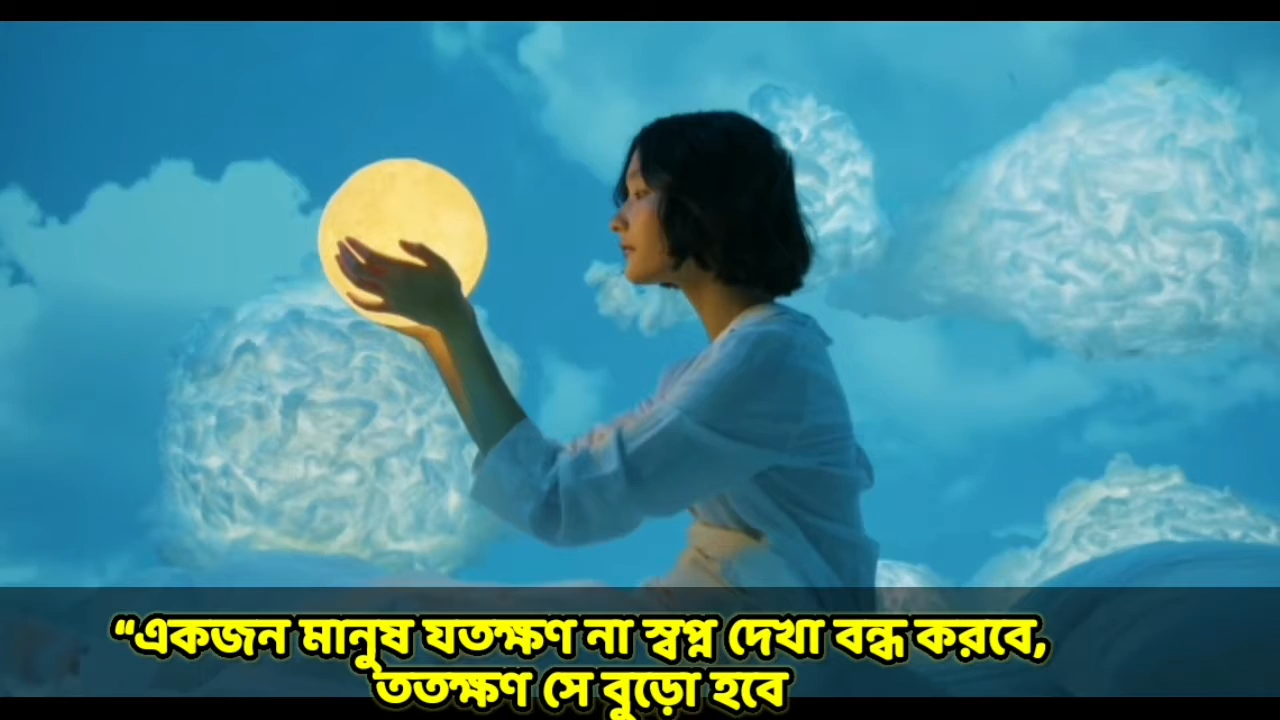 “একজন মানুষ যতক্ষণ না স্বপ্ন দেখা বন্ধ করবে,
ততক্ষণ সে বুড়ো হবে